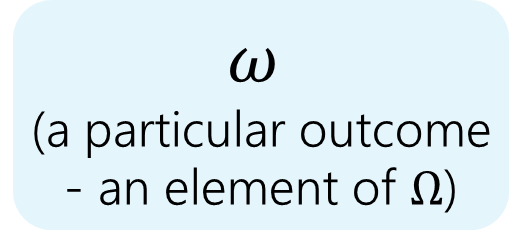 ω
(a particular outcome
- an element of Ω)